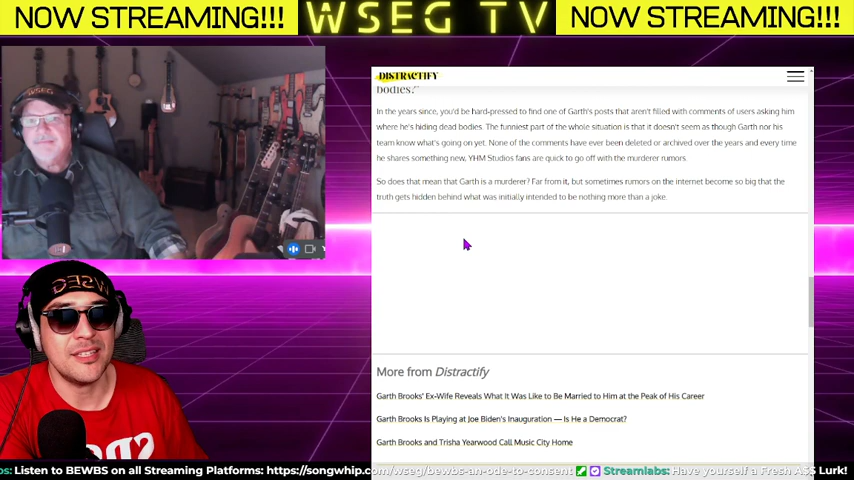 NOW STREAMING!!!
WSEG TV
NOW STREAMING!!!
WSEG
WSEG
DISTRACTIFY
bodies?"
In the years since, you'd be hard-pressed to find one of Garth's posts that aren't filled with comments of users asking him
where he's hiding dead bodies. The funniest part of the whole situation is that it doesn't seem as though Garth nor his
team know what's going on yet. None of the comments have ever been deleted or archived over the years and every time
he shares something new, YHM Studios fans are quick to go off with the murderer rumors.
So does that mean that Garth is a murderer? Far from it, but sometimes rumors on the internet become so big that the
truth gets hidden behind what was initially intended to be nothing more than a joke.
More from Distractify
Garth Brooks' Ex-Wife Reveals What It Was Like to Be Married to Him at the Peak of His Career
Garth Brooks Is Playing at Joe Biden's Inauguration — Is He a Democrat?
Garth Brooks and Trisha Yearwood Call Music City Home
bs: Listen to BEWBS on all Streaming Platforms: https://songwhip.com/wseg/bewbs-an-ode-to-consent Streamlabs: Have yourself a Fresh A$$ Lurk!